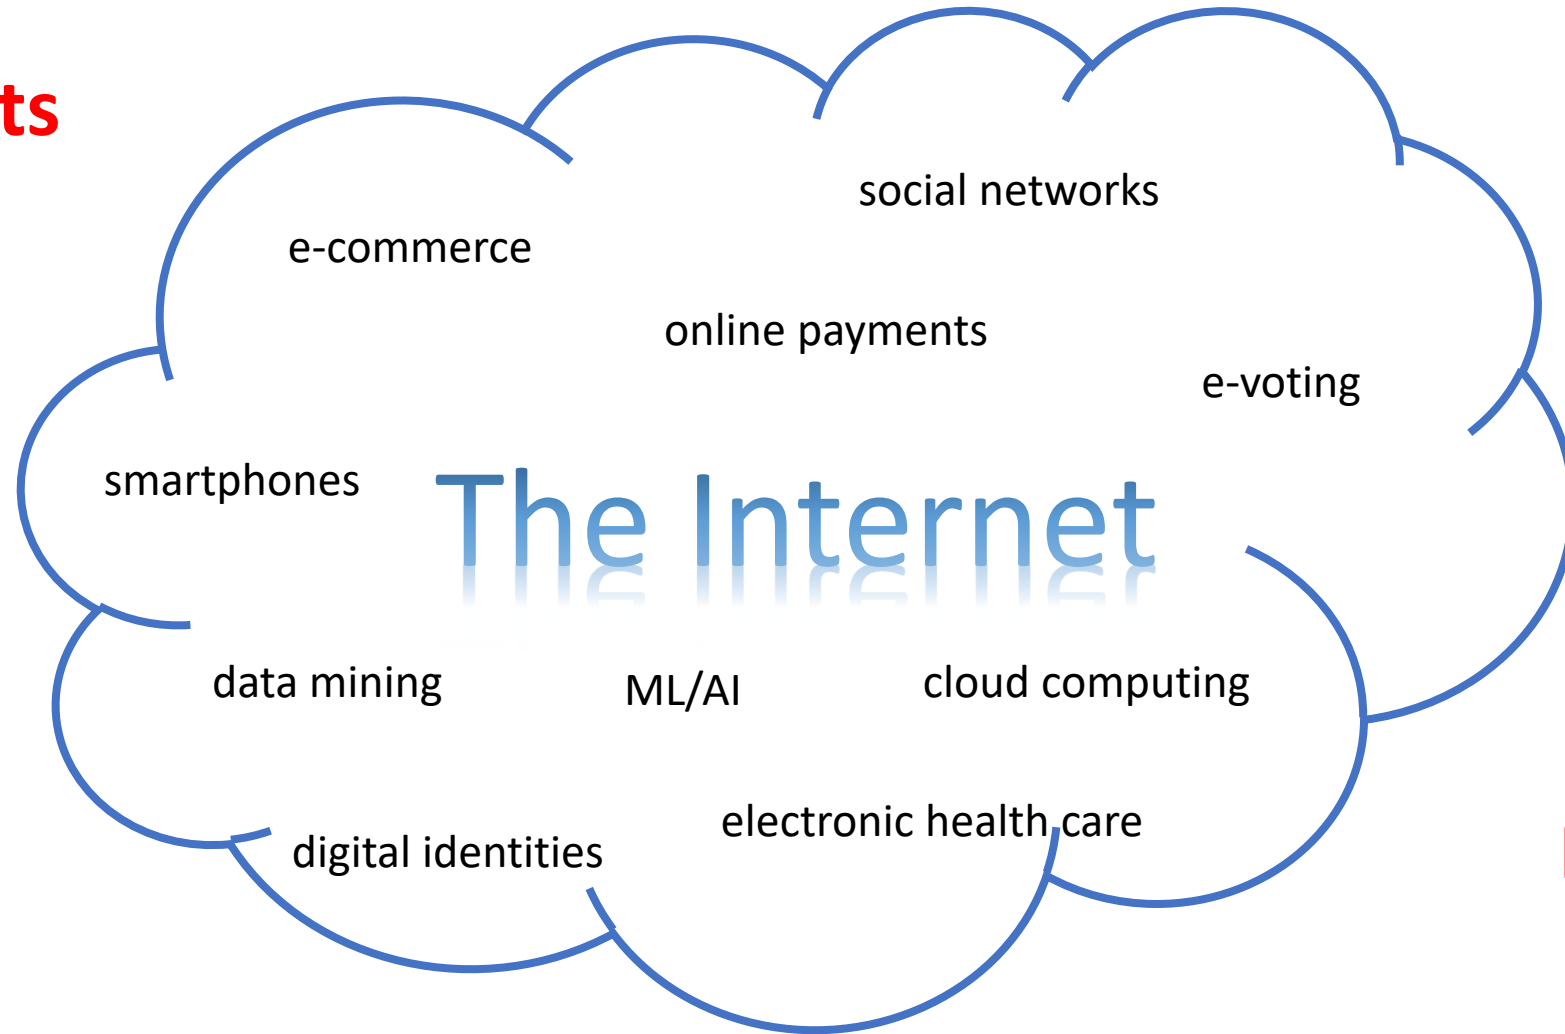 ts
social networks
e-commerce
online payments
e-voting
smartphones
The Internet
data mining
ML/AI
cloud computing
electronic health care
digital identities